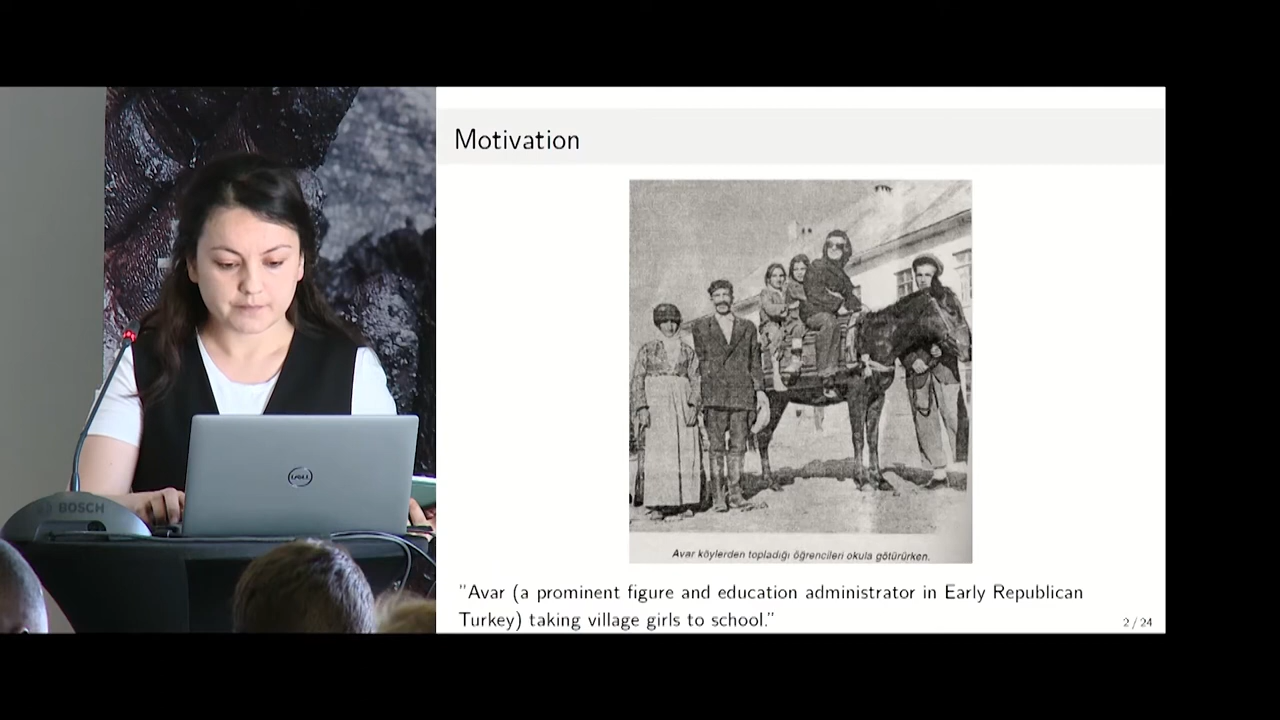 Motivation
Avar köylerden topladığı öğrencileri okula götürürken.
"Avar (a prominent figure and education administrator in Early Republican
Turkey) taking village girls to school."
2 / 24
BOSCH
DELL